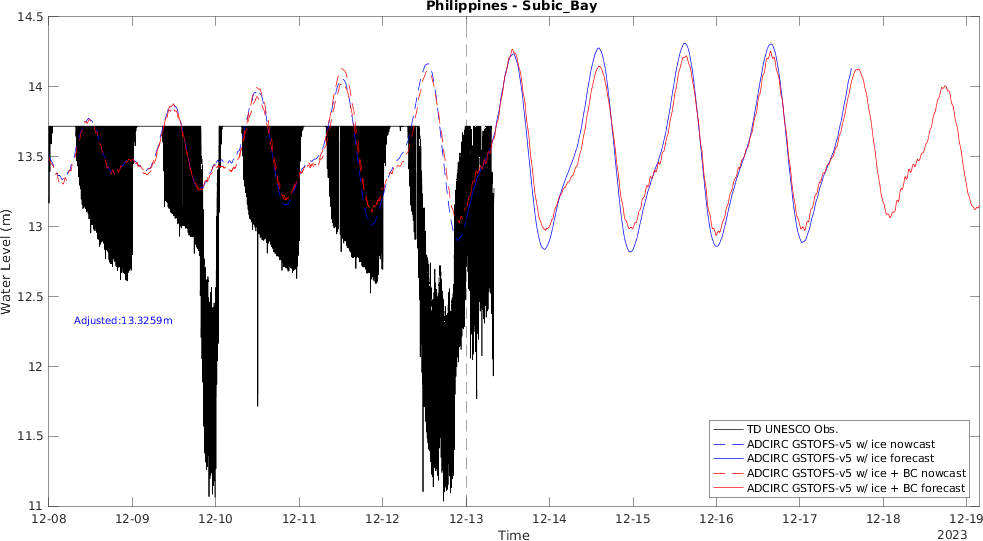 Philippines - Subic_Bay
14.5
14
13.5
13
12.5
12
11.5
11
Water Level (m)
Adjusted:13.3259m
TD UNESCO Obs.
ADCIRC GSTOFS-v5 w/ ice nowcast
ADCIRC GSTOFS-v5 w/ ice forecast
ADCIRC GSTOFS-v5 w/ ice + BC nowcast
ADCIRC GSTOFS-v5 w/ ice + BC forecast
12-08 12-09 12-10 12-11 12-12 12-13 12-14 12-15 12-16 12-17 12-18 12-19
Time
2023